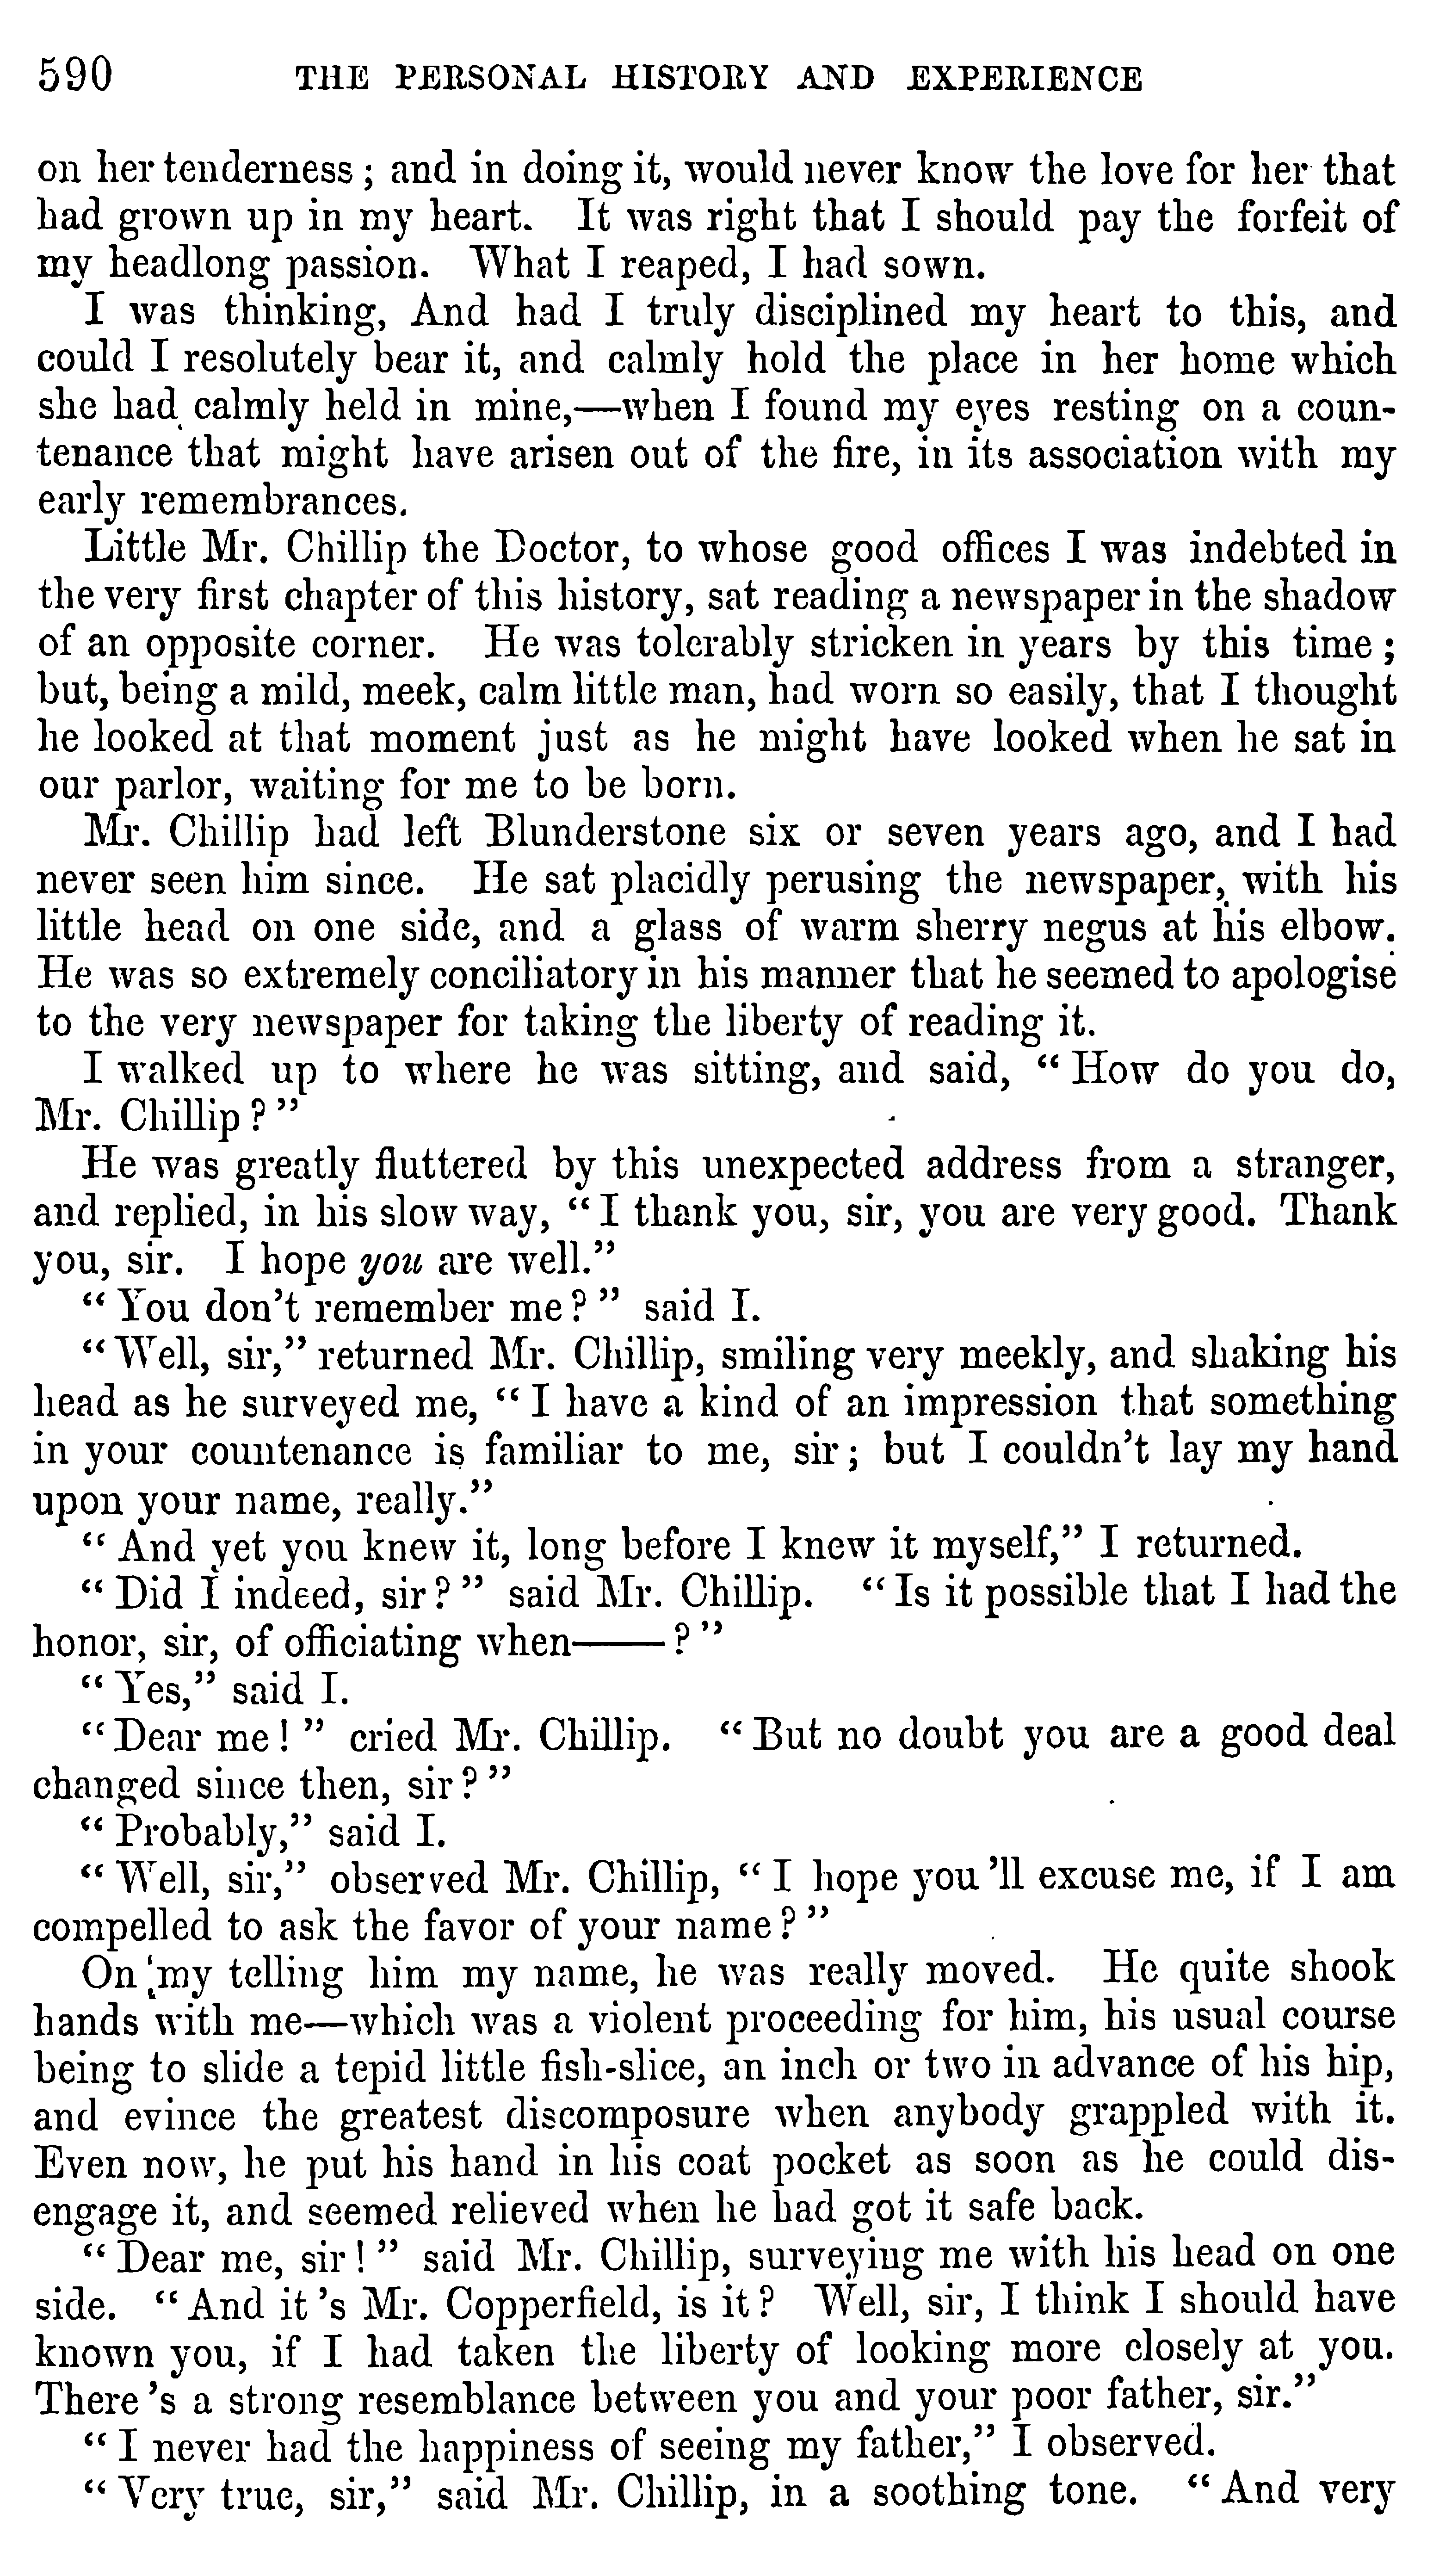 590 THE PERSONAL HISTORY AND EXPERIENCE
on her tenderness; and in doing it, would never know the love for her that
had grown up in my heart. It was right that I should pay the forfeit of
my headlong passion. What I reaped, I had sown.
I was thinking, And had I truly disciplined my heart to this, and
could I resolutely bear it, and calmly hold the place in her home which
she had calmly held in mine,—when I found my eyes resting on a coun-
tenance that might have arisen out of the fire, in its association with my
early remembrances.
Little Mr. Chillip the Doctor, to whose good offices I was indebted in
the very first chapter of this history, sat reading a newspaper in the shadow
of an opposite corner. He was tolerably stricken in years by this time;
but, being a mild, meek, calm little man, had worn so easily, that I thought
he looked at that moment just as he might have looked when he sat in
our parlor, waiting for me to be born.
Mr. Chillip had left Blunderstone six or seven years ago, and I had
never seen him since. He sat placidly perusing the newspaper, with his
little head on one side, and a glass of warm sherry negus at his elbow.
He was so extremely conciliatory in his manner that he seemed to apologise
to the very newspaper for taking the liberty of reading it.
I walked up to where he was sitting, and said, “How do you do,
Mr. Chillip?”
He was greatly fluttered by this unexpected address from a stranger,
and replied, in his slow way, “I thank you, sir, you are very good. Thank
you, sir. I hope you are well.”
“You don't remember me?” said I.
“Well, sir,” returned Mr. Chillip, smiling very meekly, and shaking his
head as he surveyed me, “I have a kind of an impression that something
in your countenance is familiar to me, sir; but I couldn't lay my hand
upon your name, really.”
“And yet you knew it, long before I knew it myself,” I returned.
“Did I indeed, sir?” said Mr. Chillip. “Is it possible that I had the
honor, sir, of officiating when——?”
“Yes,” said I.
“Dear me!” cried Mr. Chillip. “But no doubt you are a good deal
changed since then, sir?”
“Probably,” said I.
“Well, sir,” observed Mr. Chillip, “I hope you'll excuse me, if I am
compelled to ask the favor of your name?”
On my telling him my name, he was really moved. He quite shook
hands with me—which was a violent proceeding for him, his usual course
being to slide a tepid little fish-slice, an inch or two in advance of his hip,
and evince the greatest discomposure when anybody grappled with it.
Even now, he put his hand in his coat pocket as soon as he could dis-
engage it, and seemed relieved when he had got it safe back.
“Dear me, sir!” said Mr. Chillip, surveying me with his head on one
side. “And it's Mr. Copperfield, is it? Well, sir, I think I should have
known you, if I had taken the liberty of looking more closely at you.
There's a strong resemblance between you and your poor father, sir.”
“I never had the happiness of seeing my father,” I observed.
“Very true, sir,” said Mr. Chillip, in a soothing tone. “And very